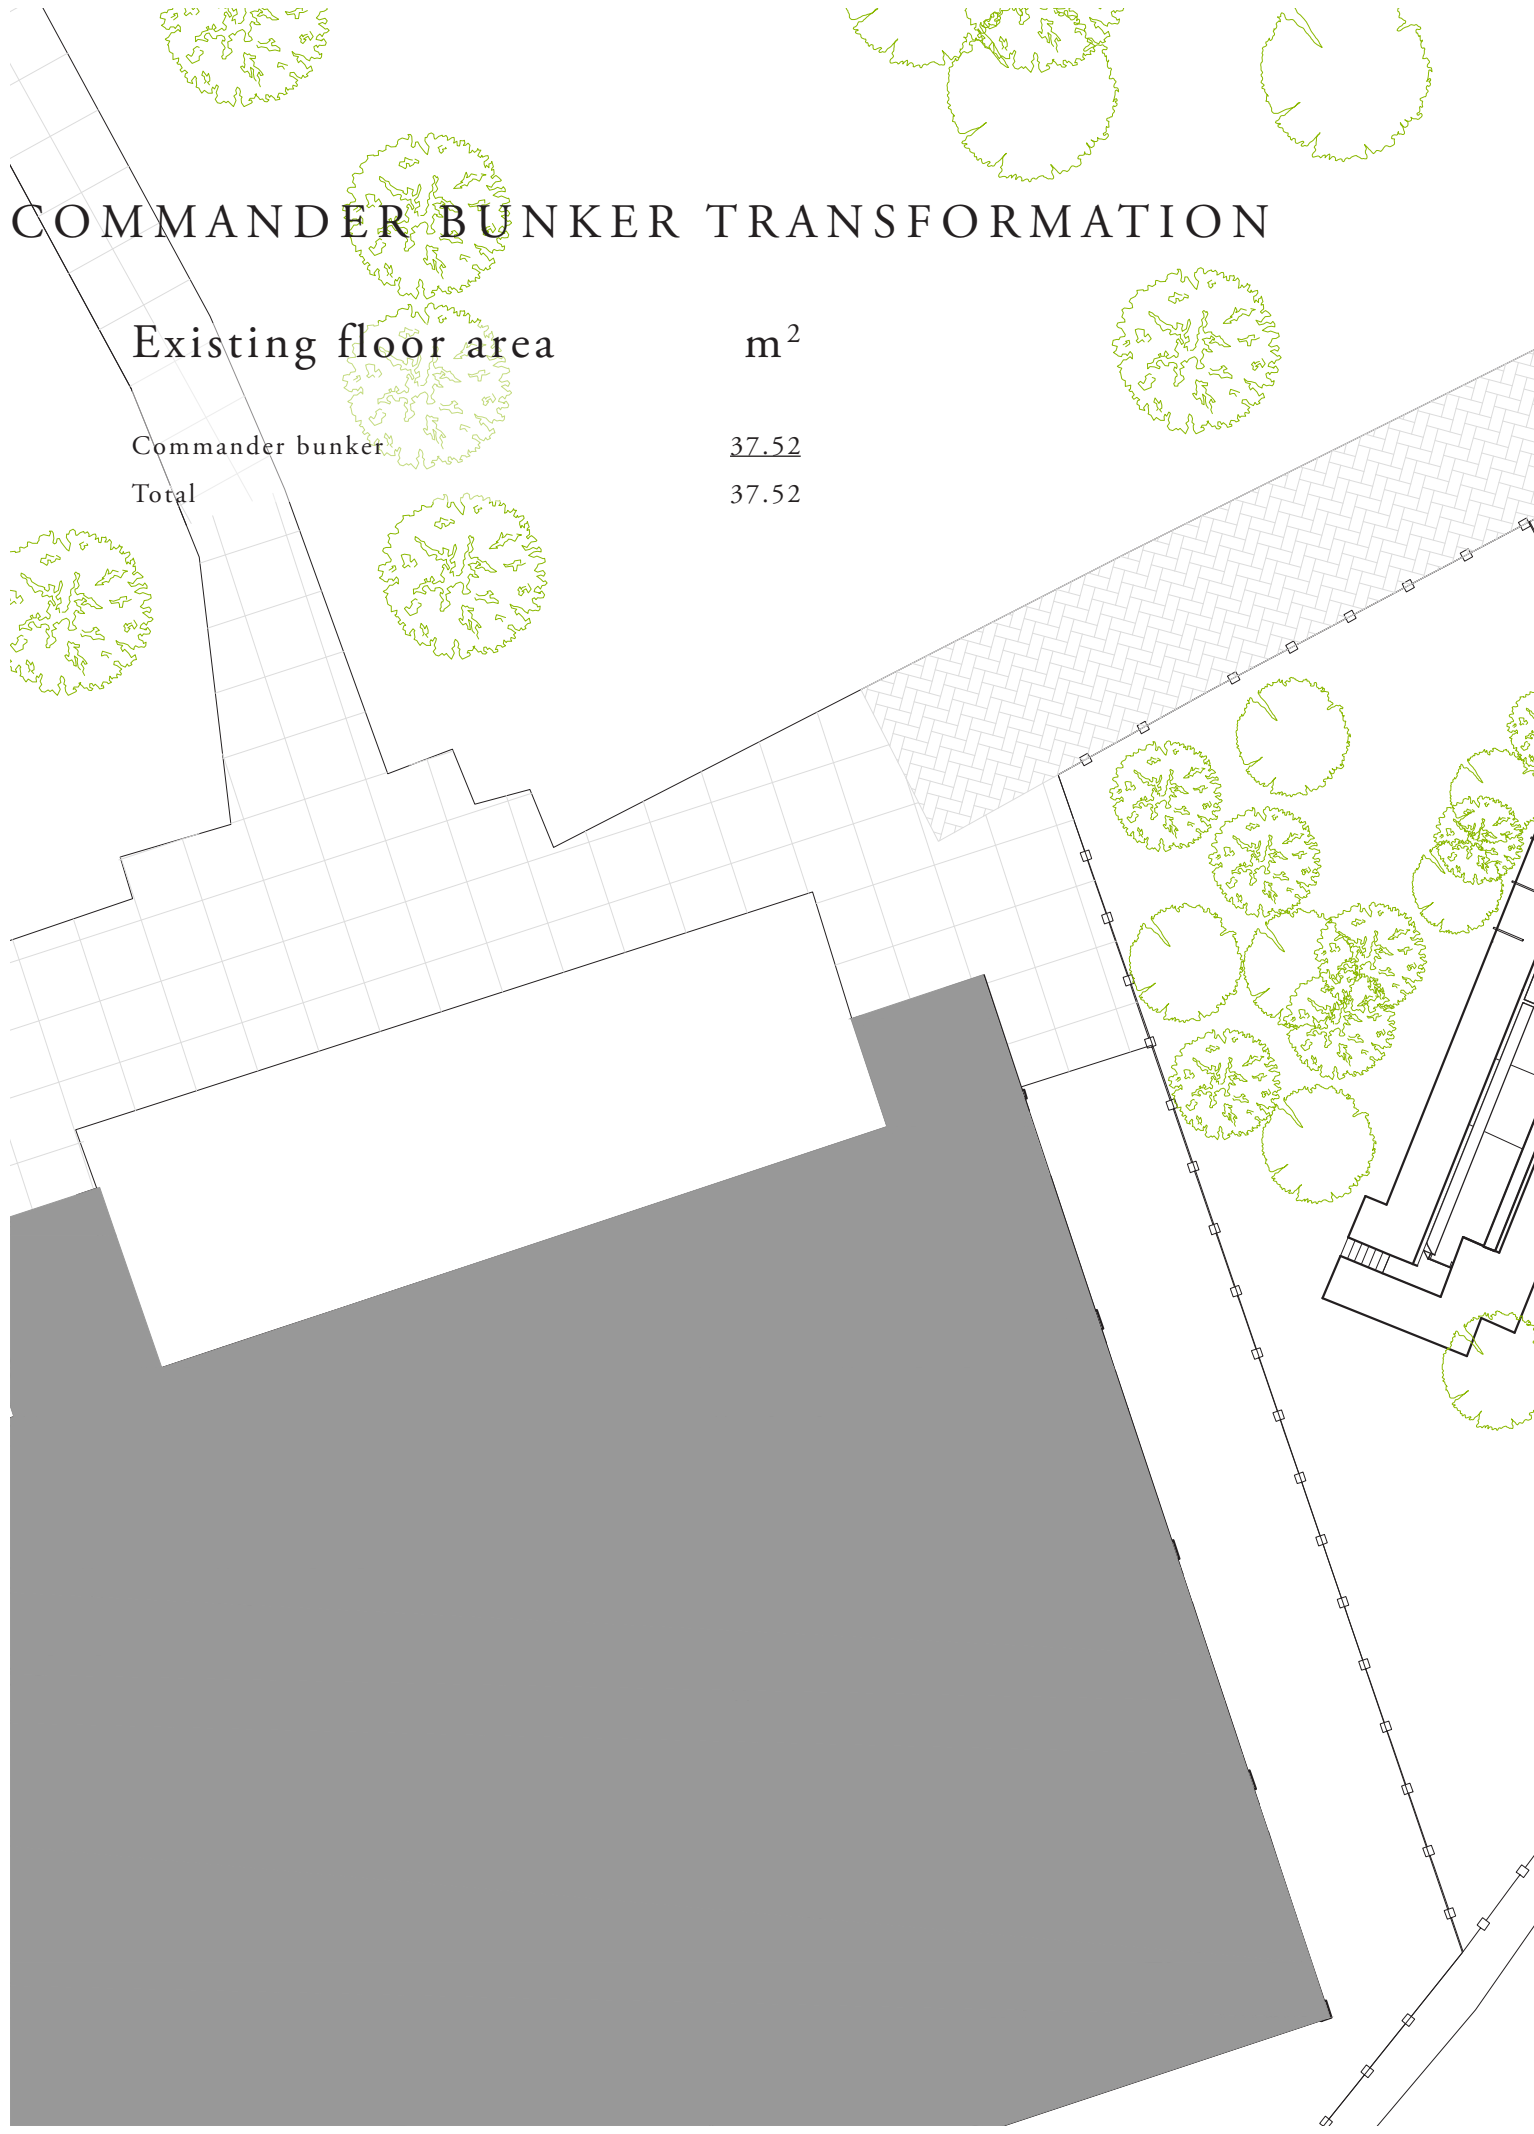 COMMANDER BUNKER TRANSFORMATION
Existing floor area m²
Commander bunker 37.52
Total 37.52